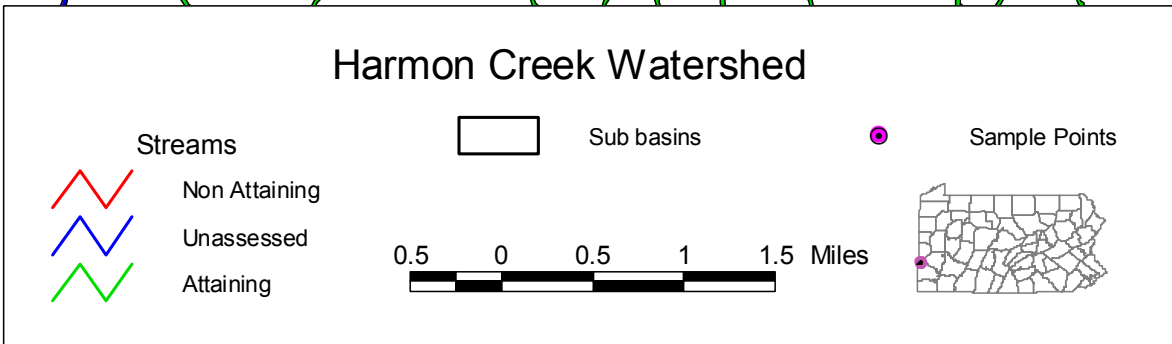 Harmon Creek Watershed
Streams
Non Attaining
Unassessed
Attaining
Sub basins
Sample Points
0.5 0 0.5 1 1.5 Miles